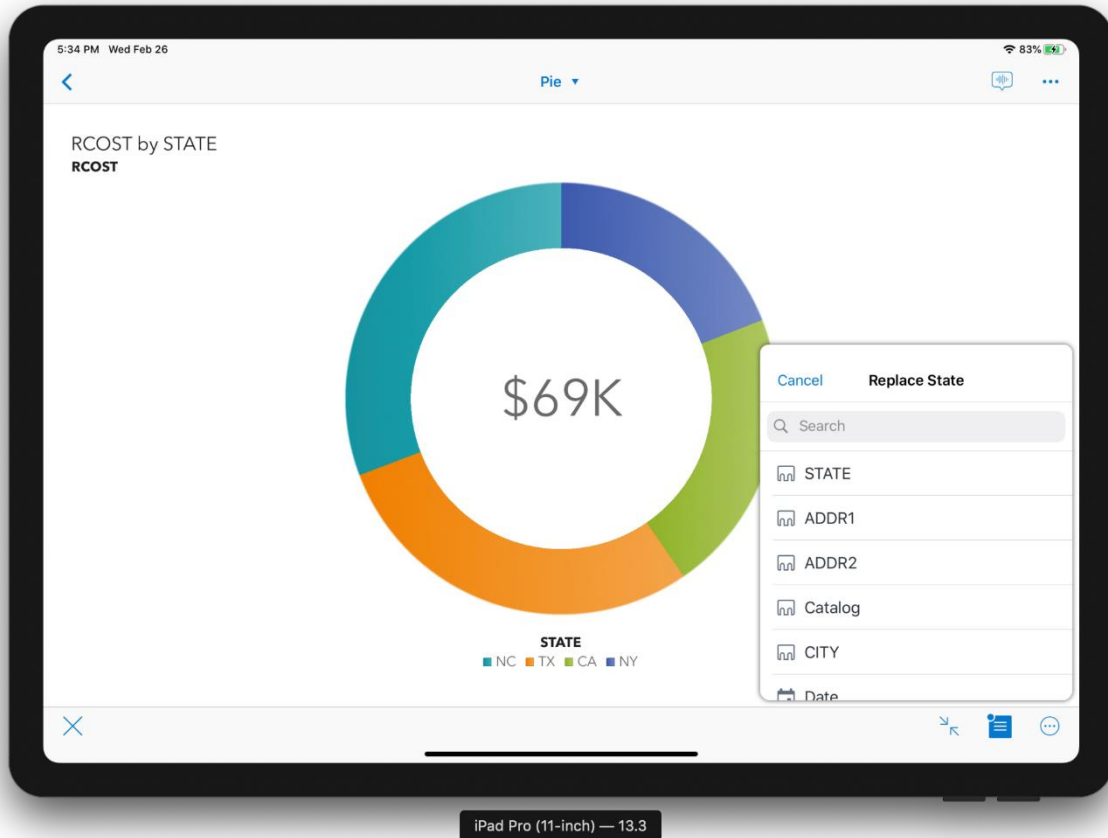 5:34 PM Wed Feb 26
83%
Pie
RCOST by STATE
RCOST
$69K
Cancel Replace State
Search
STATE
ADDR1
ADDR2
Catalog
CITY
Date
STATE
NC TX CA NY
iPad Pro (11-inch) — 13.3